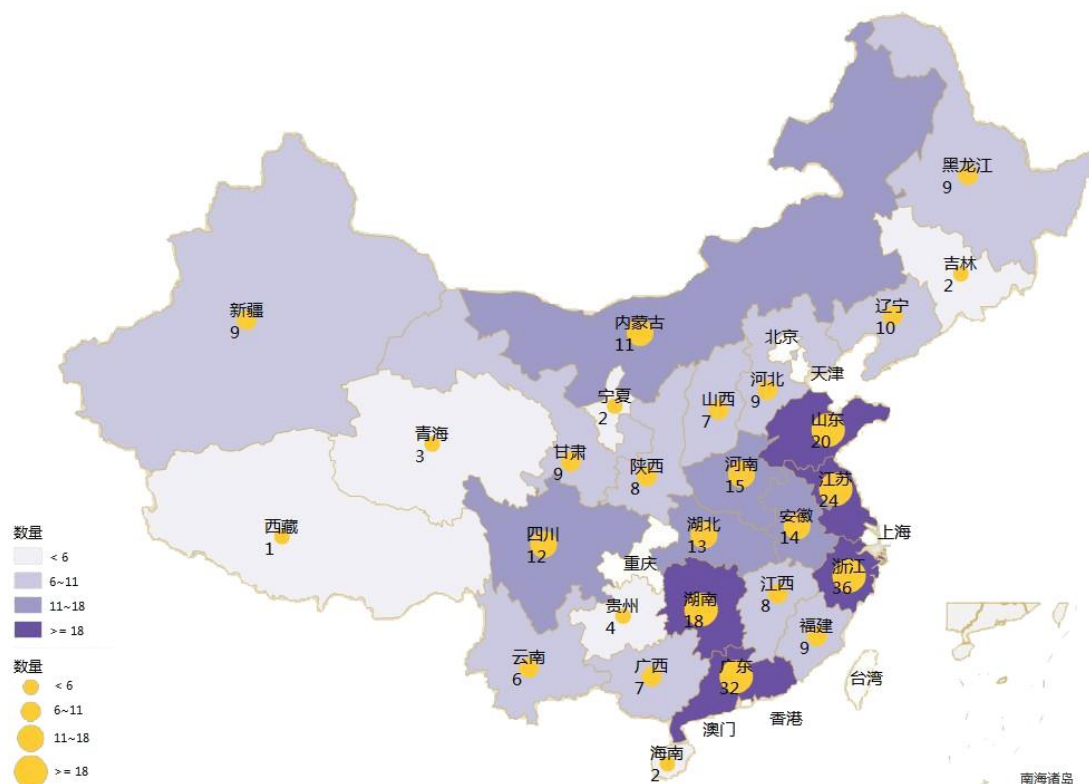 黑龙江
9
吉林
2
辽宁
10
新疆
9
内蒙古
11
北京
天津
河北
9
宁夏
2
山西
7
山东
20
青海
3
甘肃
9
陕西
8
河南
15
江苏
24
西藏
1
四川
12
湖北
13
安徽
14
上海
重庆
浙江
36
贵州
4
湖南
18
江西
8
福建
9
云南
6
广西
7
广东
32
台湾
香港
澳门
海南
2
南海诸岛
数量
< 6
6~11
11~18
>= 18
数量
< 6
6~11
11~18
>= 18